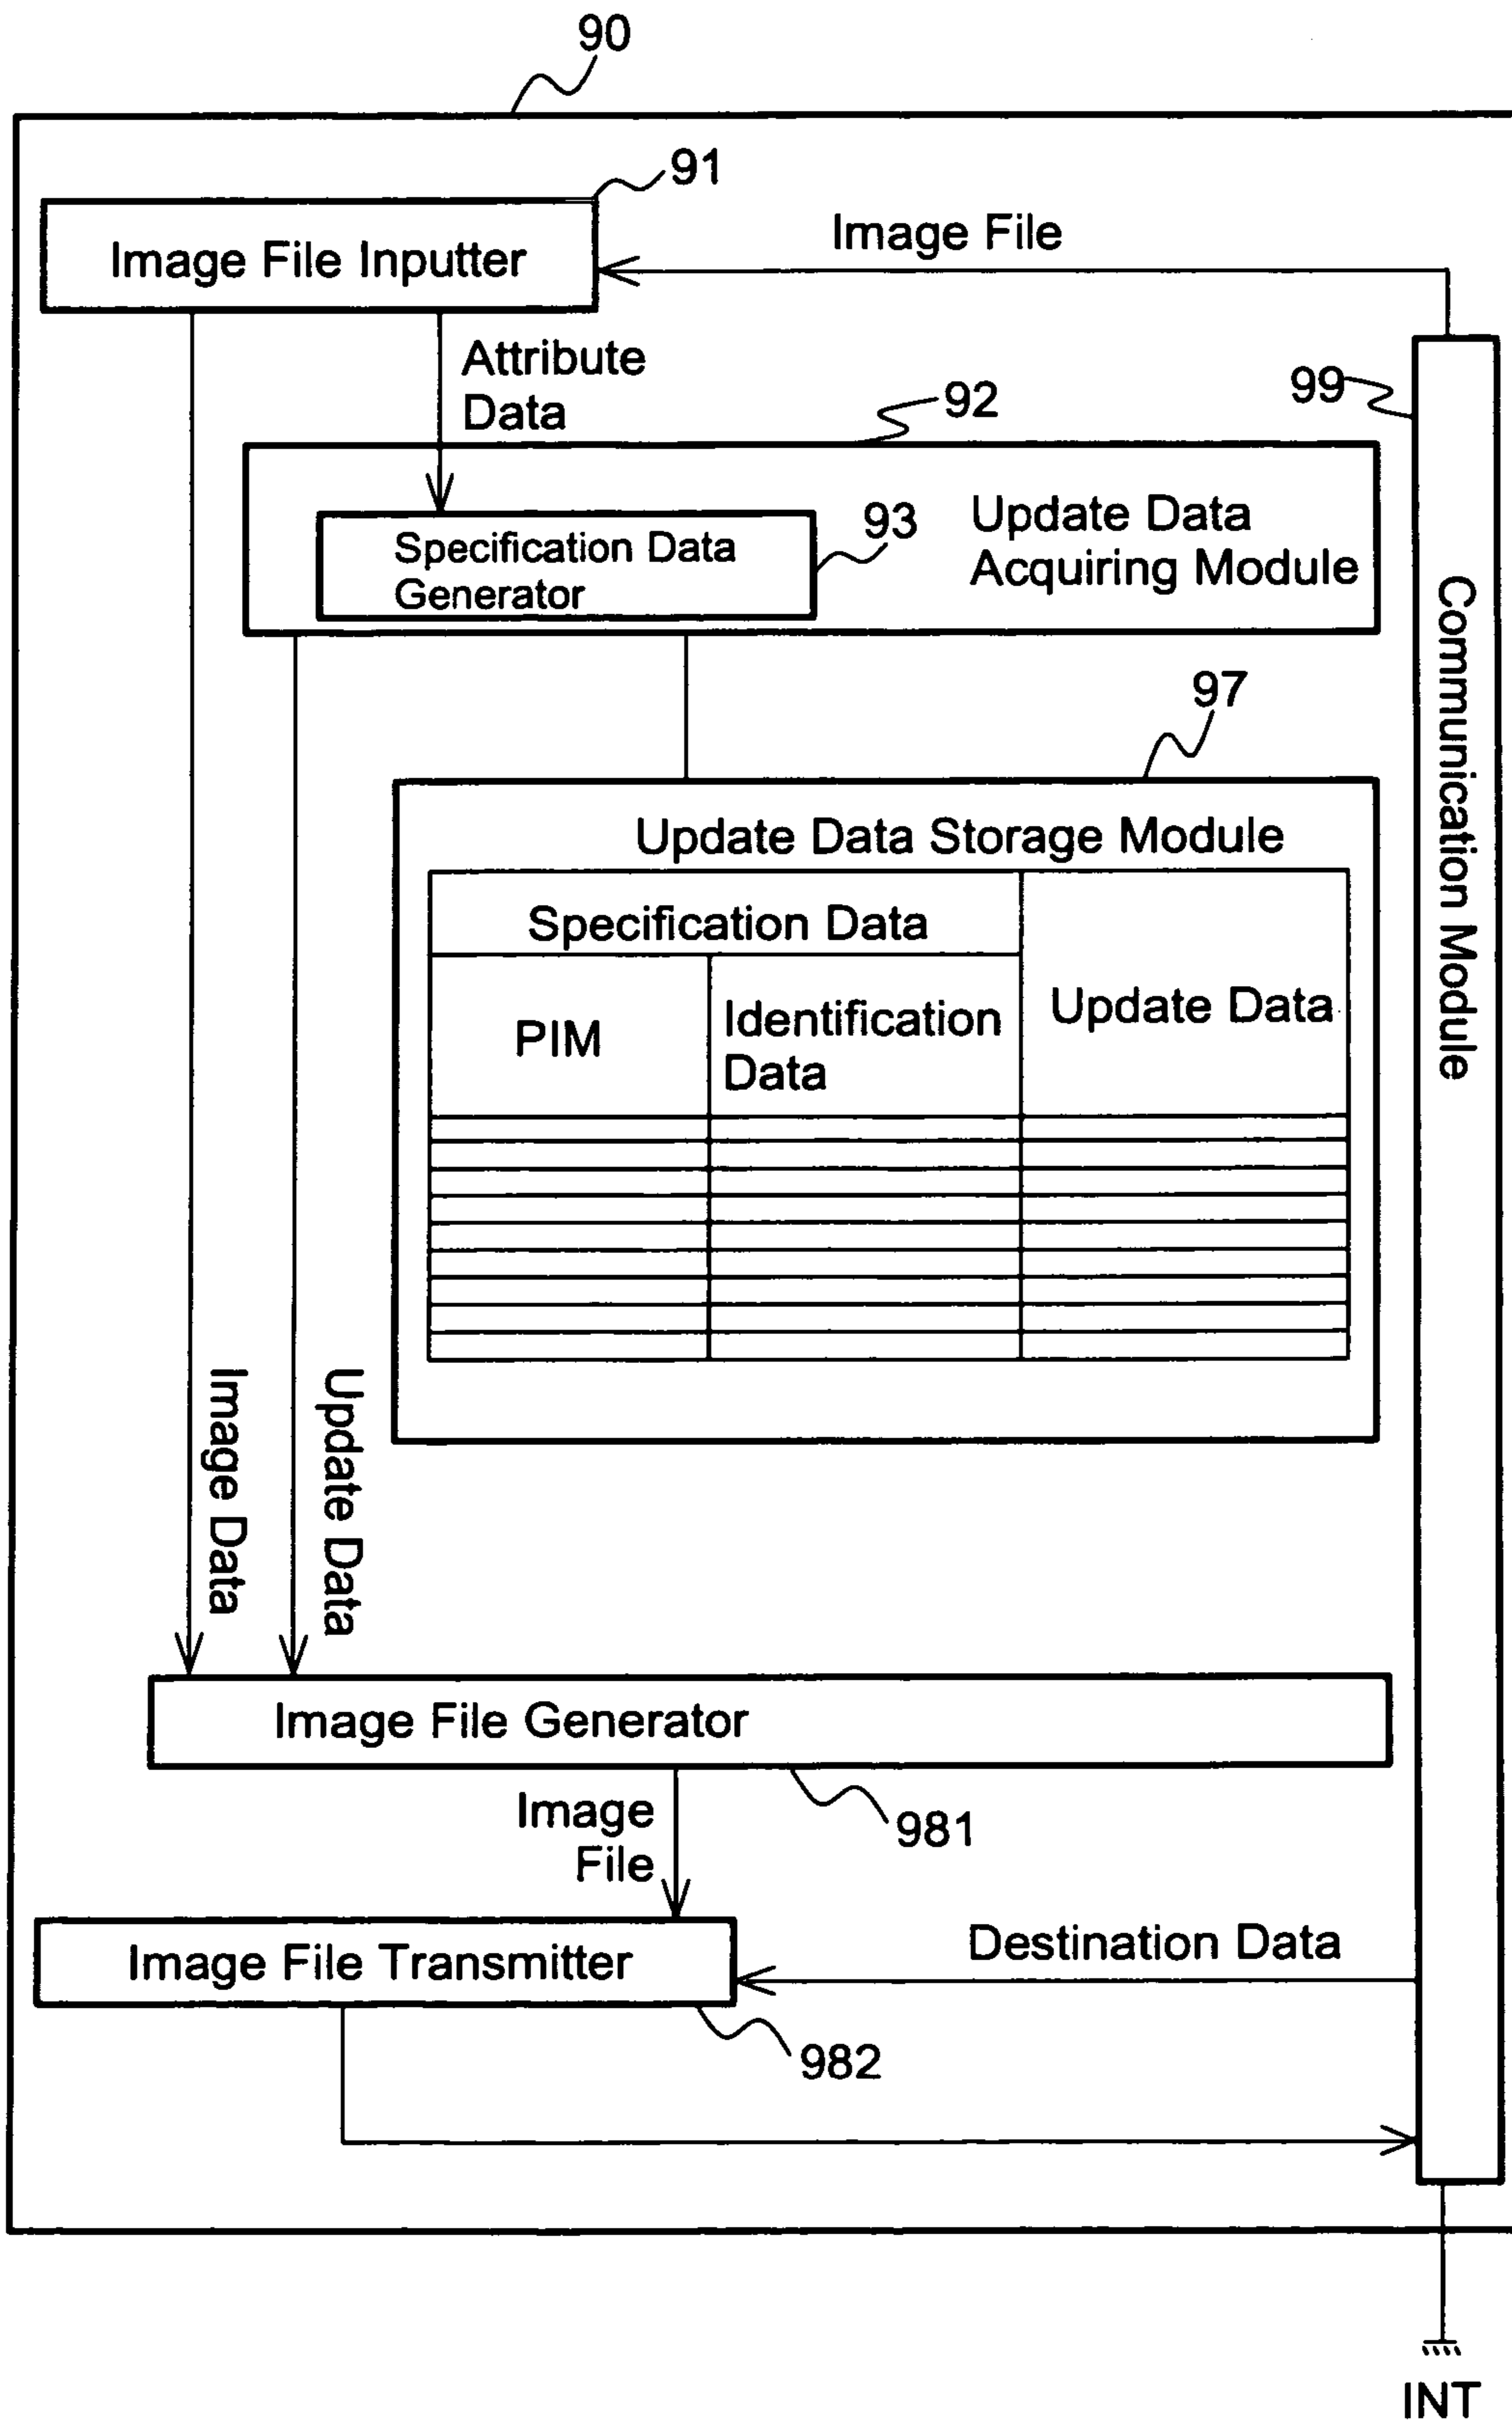 90
91
Image File Inputter
Image File
Attribute
Data
99
92
93
Update Data
Acquiring Module
Specification Data
Generator
Communication Module
97
Update Data Storage Module
Specification Data
PIM
Identification
Data
Update Data
Image Data
Update Data
Image File Generator
981
Image
File
Image File Transmitter
Destination Data
982
INT